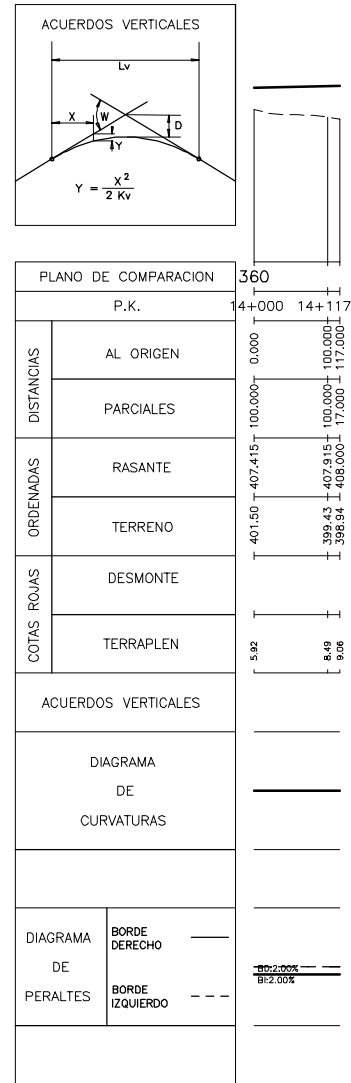 ACUERDOS VERTICALES
Lv
X
W
D
Y
Y = X² / 2 Kv
PLANO DE COMPARACION 360
P.K. 14+000 14+117
DISTANCIAS
AL ORIGEN 0.000 100.000 117.000
PARCIALES 100.000 100.000 17.000
ORDENADAS
RASANTE 407.415 407.915 408.000
TERRENO 401.50 399.43 398.94
COTAS ROJAS
DESMONTE
TERRAPLEN 5.92 8.49 9.06
ACUERDOS VERTICALES
DIAGRAMA
DE
CURVATURAS
DIAGRAMA
DE
PERALTES
BORDE
DERECHO
BORDE
IZQUIERDO
BD:2.00%
BI:2.00%